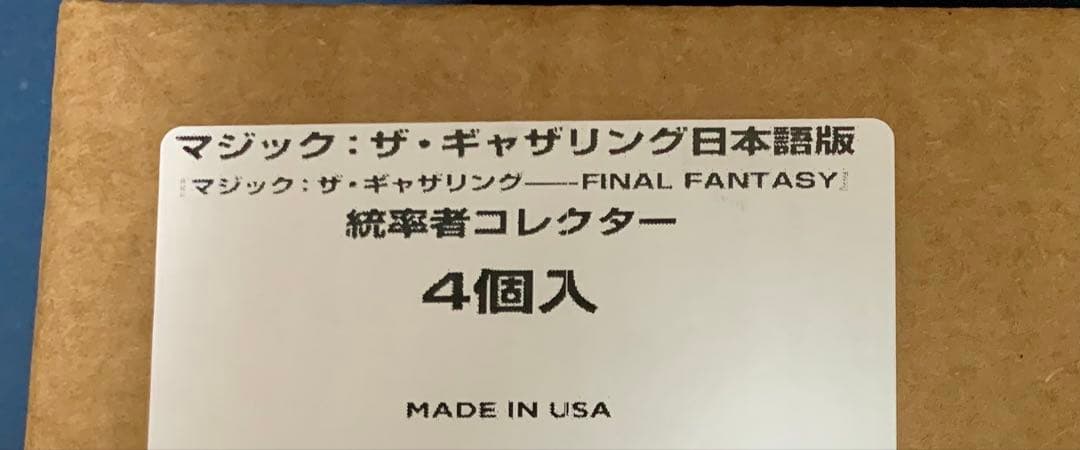 マジック：ザ・ギャザリング日本語版
『マジック：ザ・ギャザリング——FINAL FANTASY』
統率者コレクター
4個入
MADE IN USA